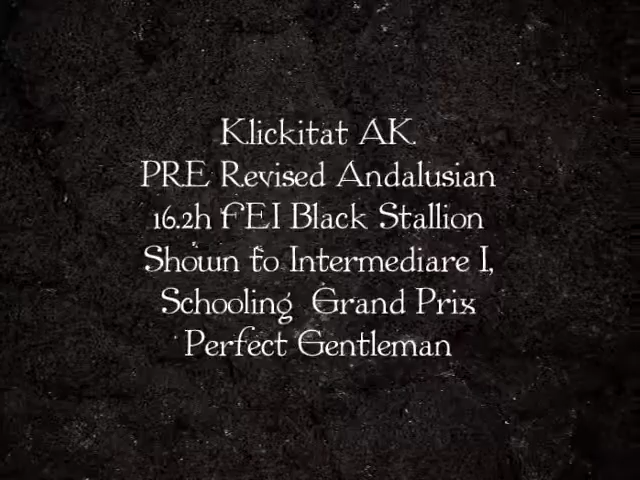 Klickitat AK
PRE Revised Andalusian
16.2h FEI Black Stallion
Shown to Intermediare I,
Schooling Grand Prix
Perfect Gentleman